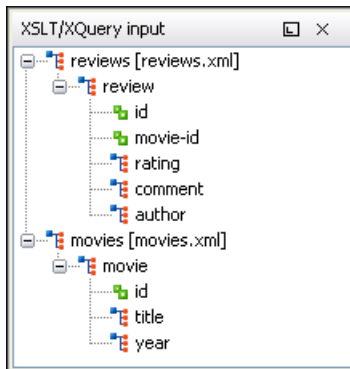 XSLT/XQuery input
reviews [reviews.xml]
review
id
movie-id
rating
comment
author
movies [movies.xml]
movie
id
title
year